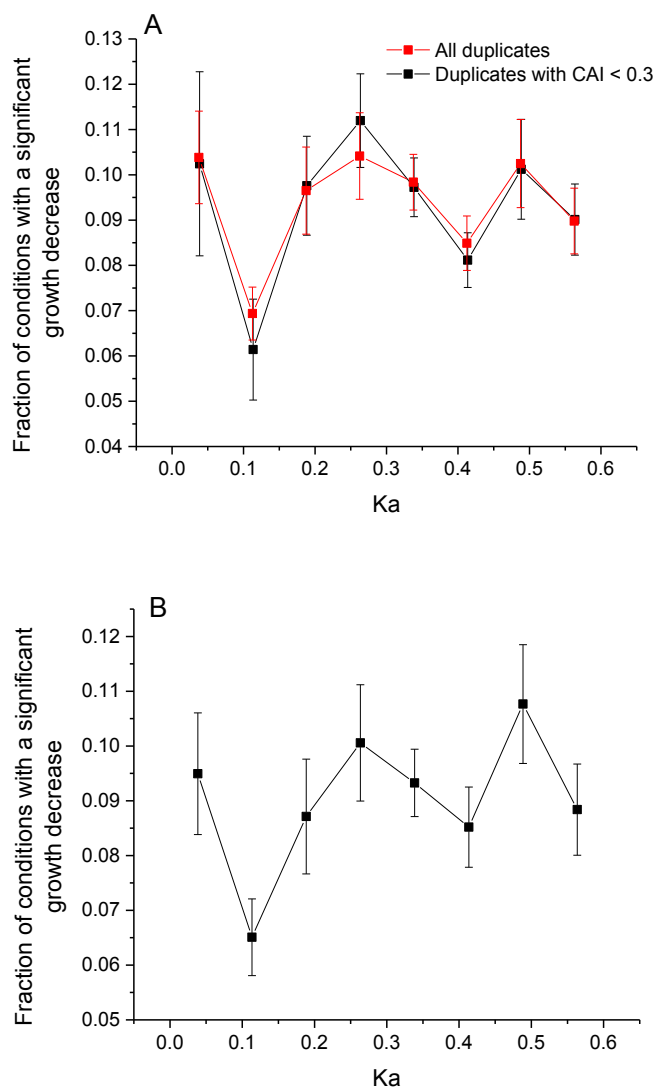 A
All duplicates
Duplicates with CAI < 0.3
Fraction of conditions with a significant
growth decrease
0.13
0.12
0.11
0.10
0.09
0.08
0.07
0.06
0.05
0.04
0.0 0.1 0.2 0.3 0.4 0.5 0.6
Ka
B
Fraction of conditions with a significant
growth decrease
0.12
0.11
0.10
0.09
0.08
0.07
0.06
0.05
0.0 0.1 0.2 0.3 0.4 0.5 0.6
Ka